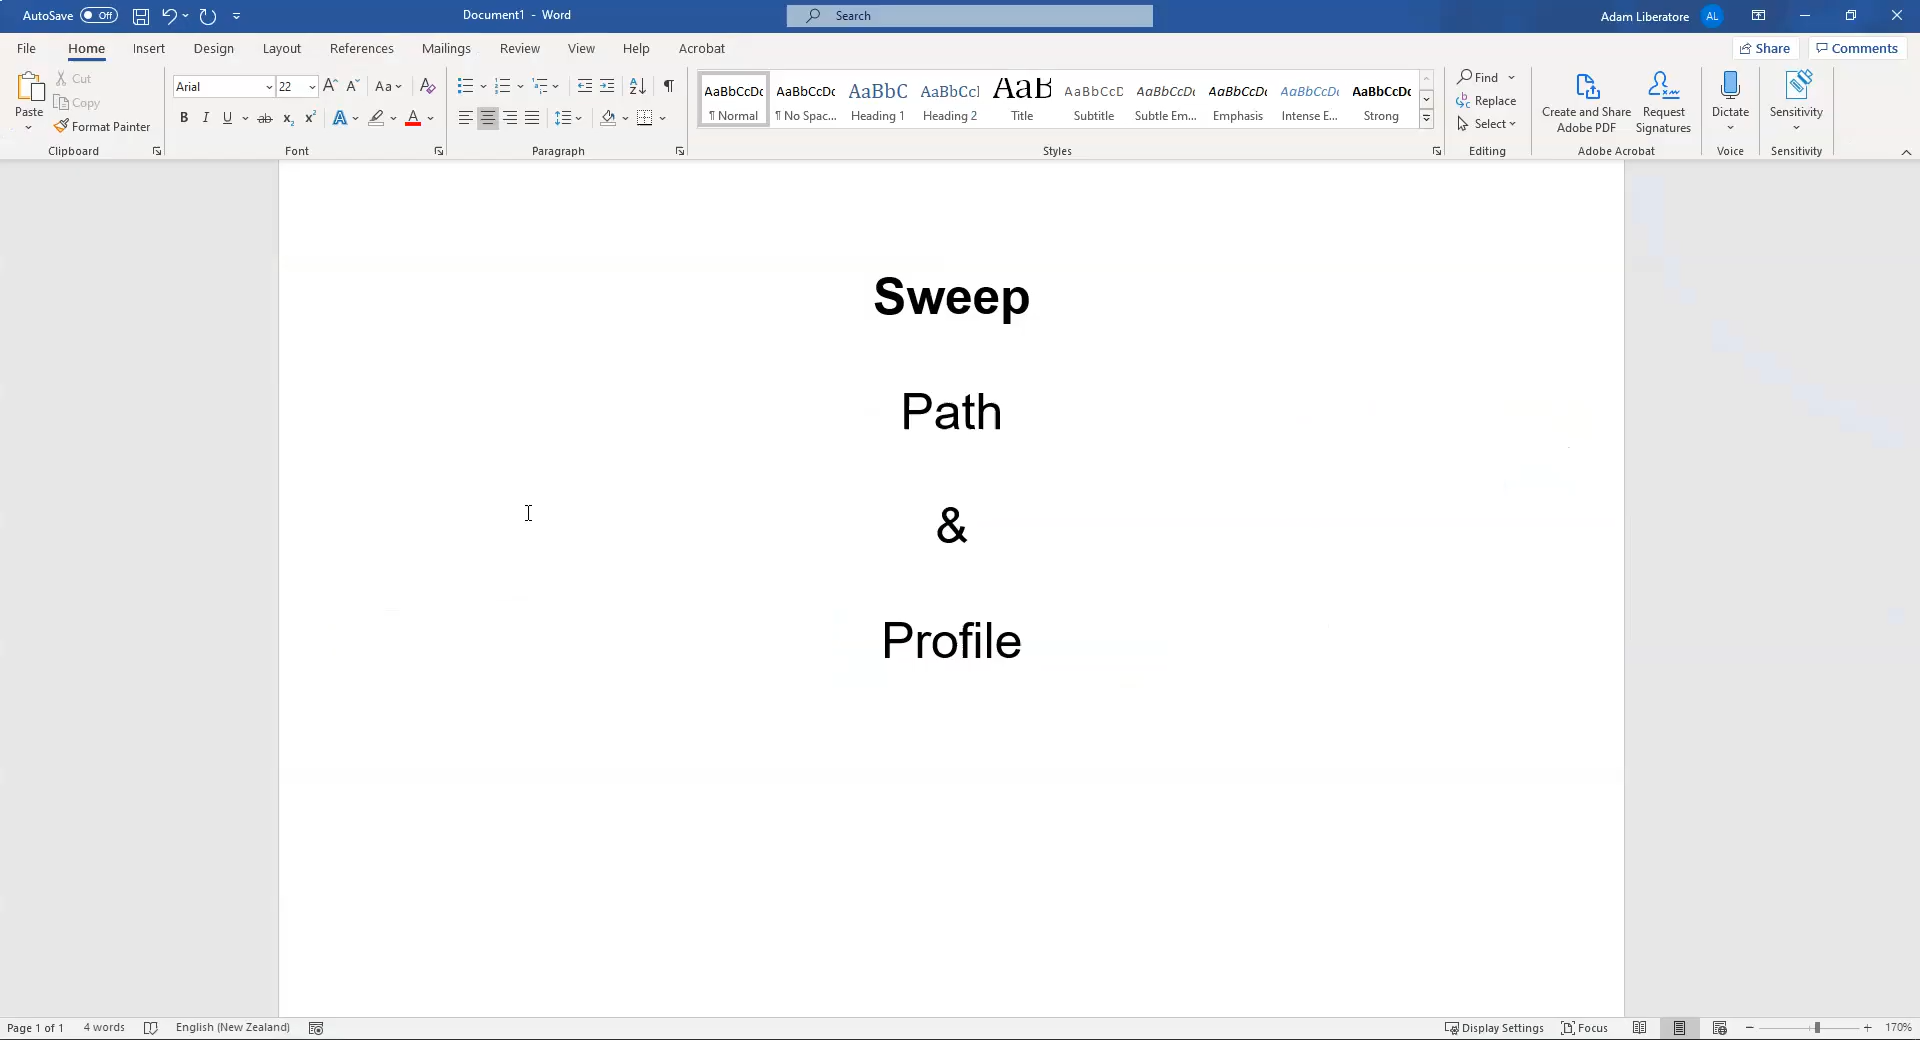 AutoSave Off Document1 - Word Search Adam Liberatore AL
File Home Insert Design Layout References Mailings Review View Help Acrobat Share Comments
Paste Cut Copy Format Painter
Clipboard
Arial 22
Font
Paragraph
AaBbCcDc AaBbCcDc AaBbC AaBbCcI AaB AaBbCcD AaBbCcDc AaBbCcDc AaBbCcDc AaBbCcDc
¶ Normal ¶ No Spac... Heading 1 Heading 2 Title Subtitle Subtle Em... Emphasis Intense E... Strong
Styles
Find
Replace
Select
Editing
Create and Share Adobe PDF
Request Signatures
Adobe Acrobat
Dictate
Voice
Sensitivity
Sensitivity
Sweep
Path
&
Profile
Page 1 of 1 4 words English (New Zealand) Display Settings Focus 170%